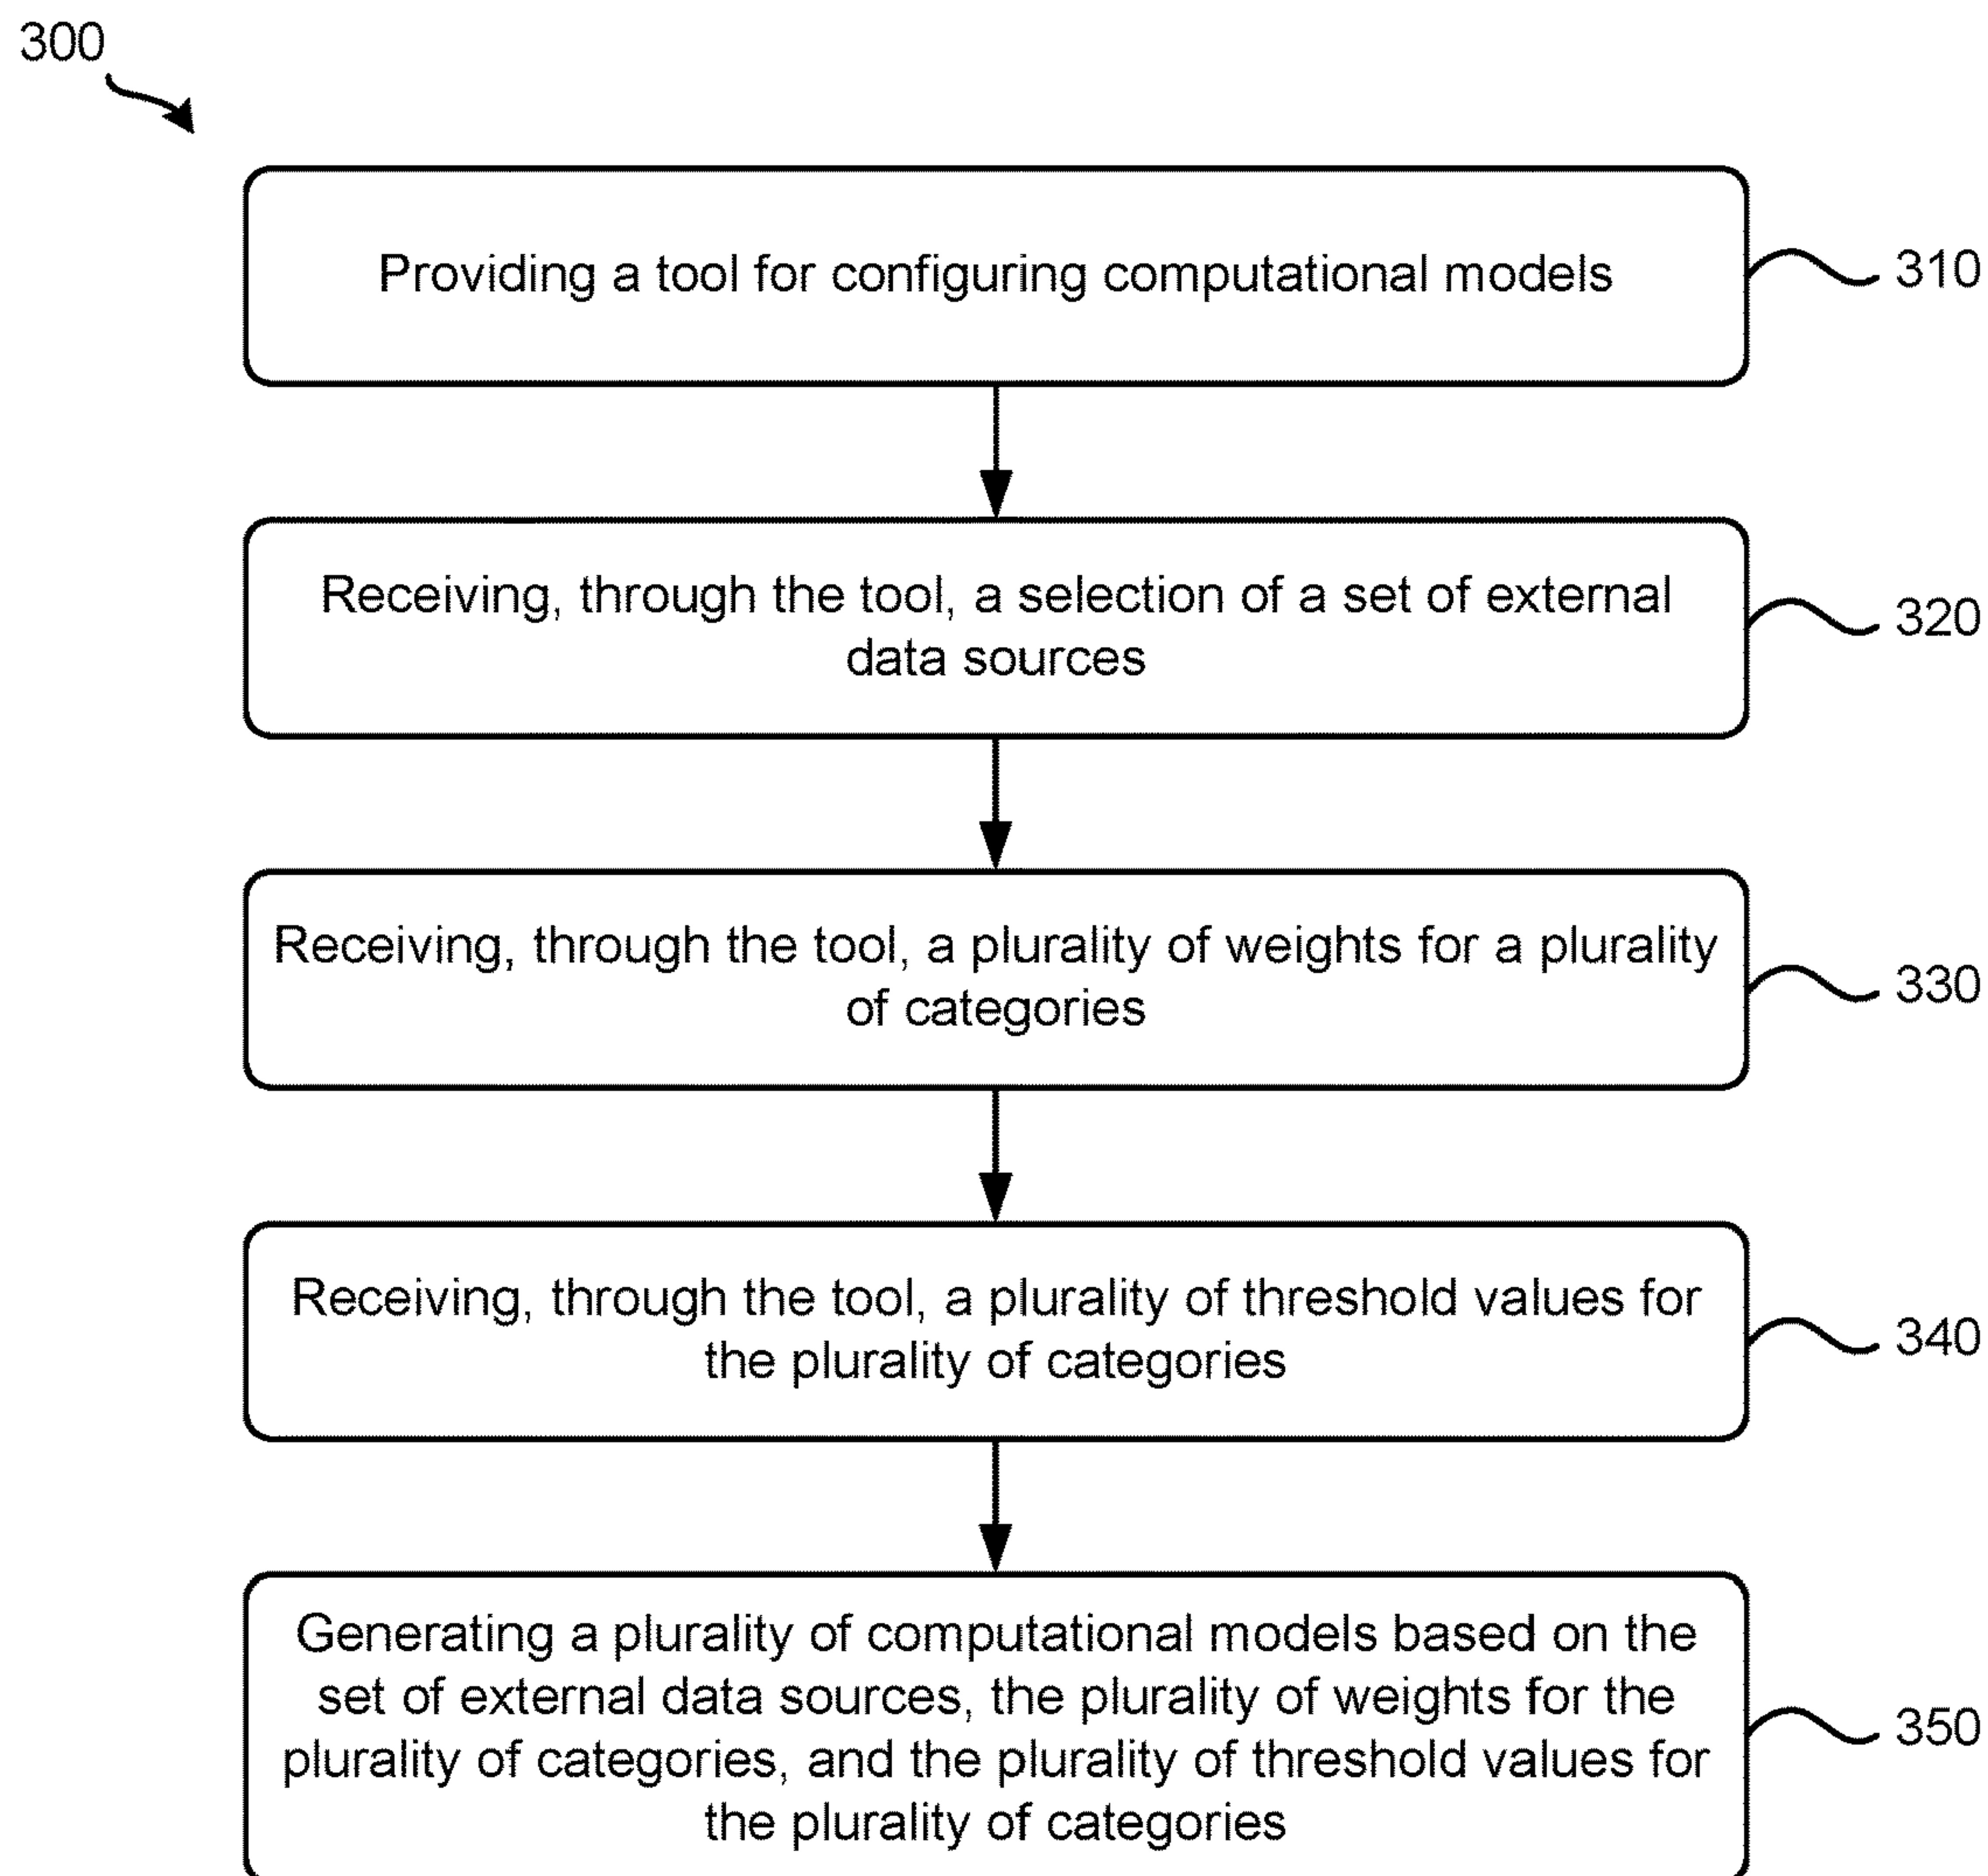 300
Providing a tool for configuring computational models
310
Receiving, through the tool, a selection of a set of external
data sources
320
Receiving, through the tool, a plurality of weights for a plurality
of categories
330
Receiving, through the tool, a plurality of threshold values for
the plurality of categories
340
Generating a plurality of computational models based on the
set of external data sources, the plurality of weights for the
plurality of categories, and the plurality of threshold values for
the plurality of categories
350